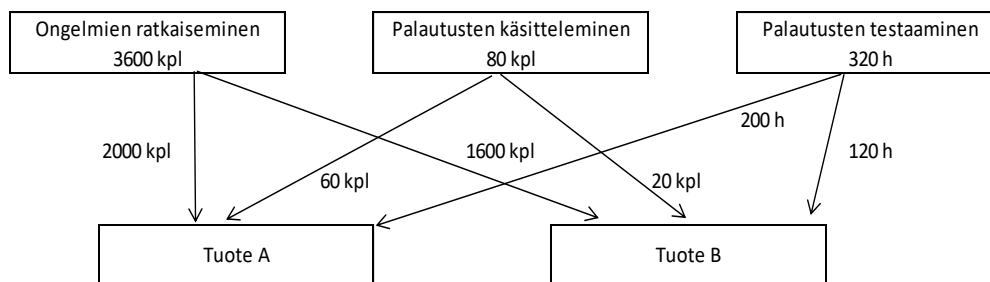 Ongelmien ratkaiseminen
3600 kpl
Palautusten käsitteleminen
80 kpl
Palautusten testaaminen
320 h
2000 kpl
60 kpl
1600 kpl
20 kpl
200 h
120 h
Tuote A
Tuote B